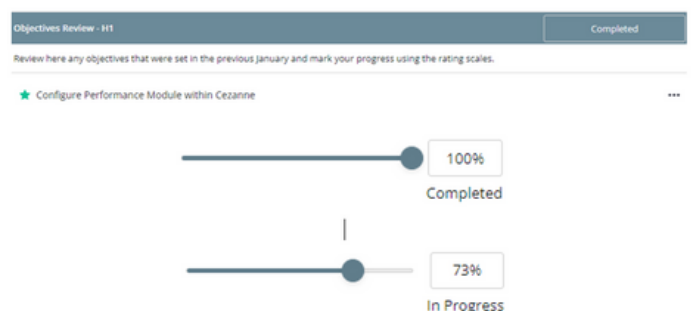 Objectives Review - H1
Completed
Review here any objectives that were set in the previous January and mark your progress using the rating scales.
Configure Performance Module within Cezanne
100%
Completed
73%
In Progress